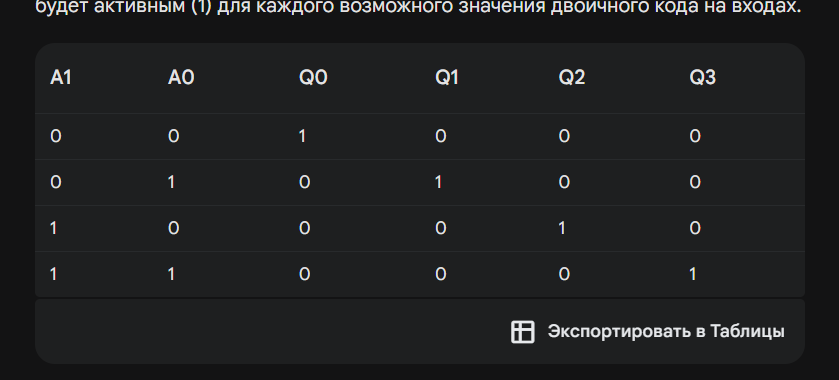 будет активным (1) для каждого возможного значения двоичного кода на входах.
A1 A0 Q0 Q1 Q2 Q3
0 0 1 0 0 0
0 1 0 1 0 0
1 0 0 0 1 0
1 1 0 0 0 1
Экспортировать в Таблицы